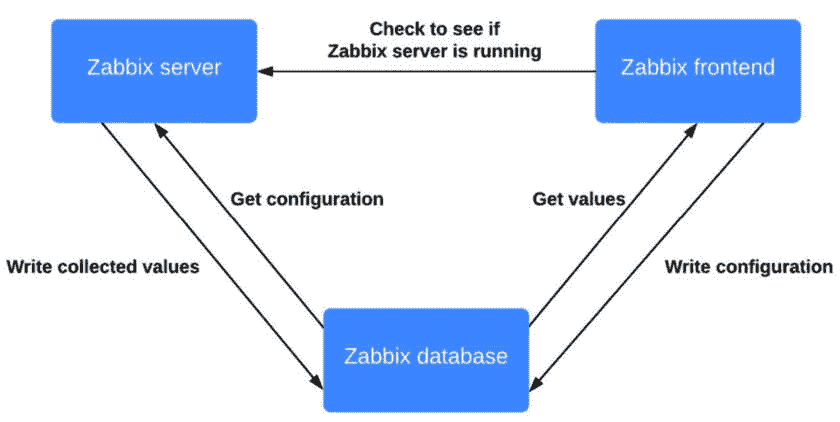 Check to see if
Zabbix server is running
Zabbix server
Zabbix frontend
Get configuration
Get values
Write collected values
Write configuration
Zabbix database